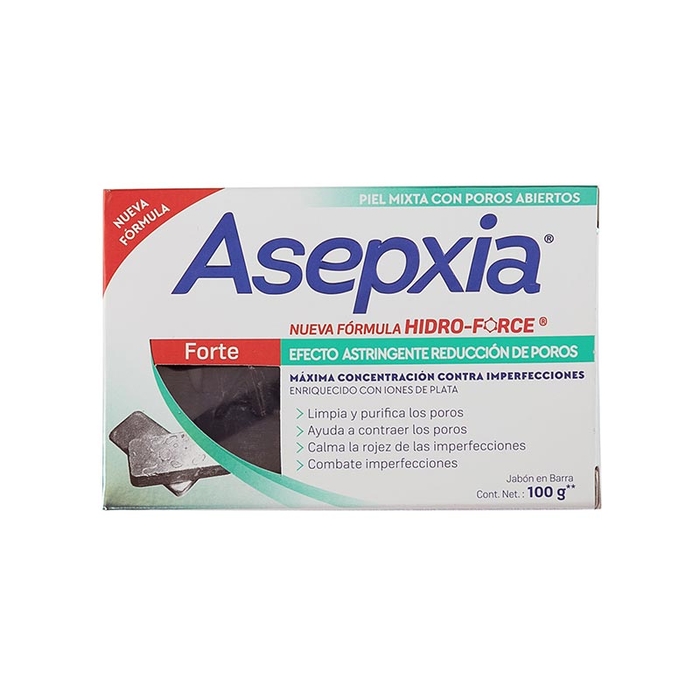 NUEVA
FÓRMULA
PIEL MIXTA CON POROS ABIERTOS
Asepxia®
NUEVA FÓRMULA HIDRO-FORCE®
Forte
EFECTO ASTRINGENTE REDUCCIÓN DE POROS
MÁXIMA CONCENTRACIÓN CONTRA IMPERFECCIONES
ENRIQUECIDO CON IONES DE PLATA
Limpia y purifica los poros
Ayuda a contraer los poros
Calma la rojez de las imperfecciones
Combate imperfecciones
Jabón en Barra
Cont. Net.: 100 g**